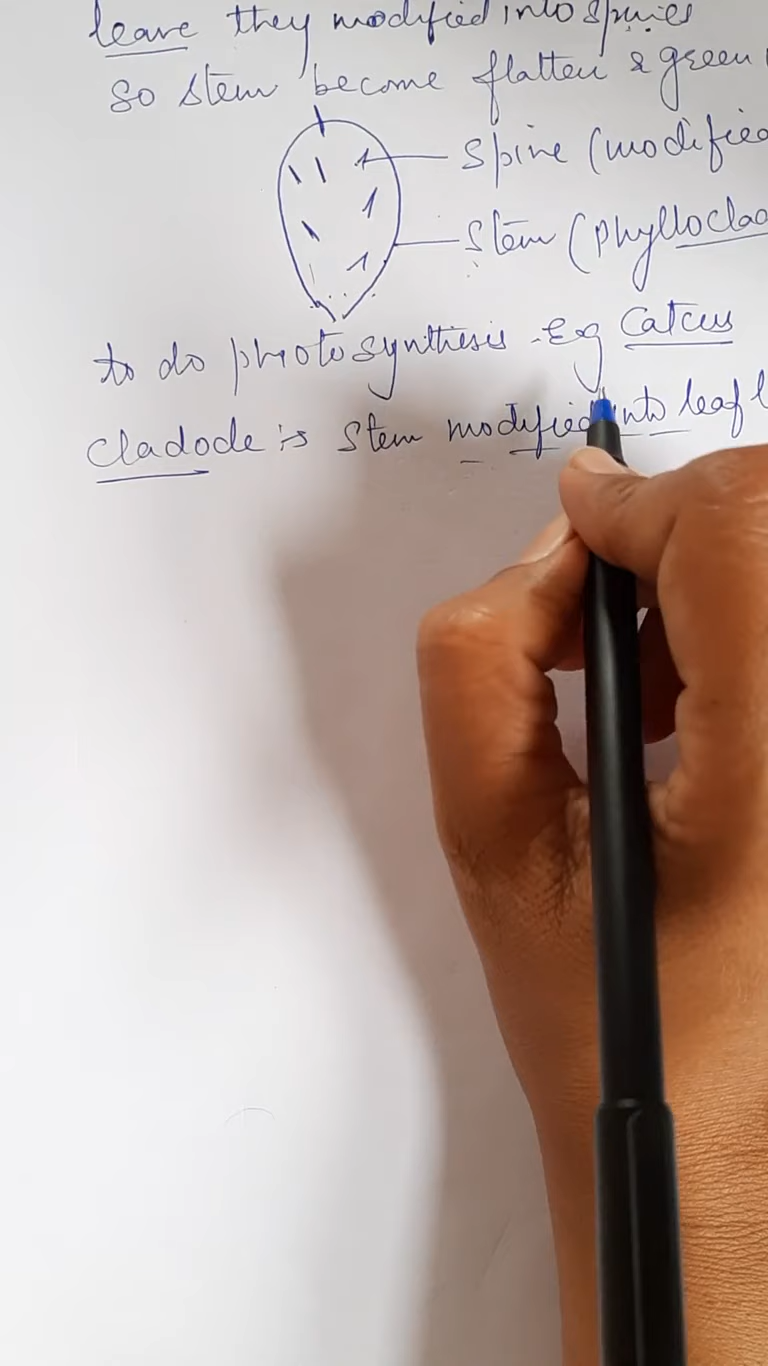 leave they modified into spines
so stem become flatten & green
Spine (modified
Stem (phylloclad
to do photosynthesis. Eg Catcus
Cladode is stem modified into leaf l